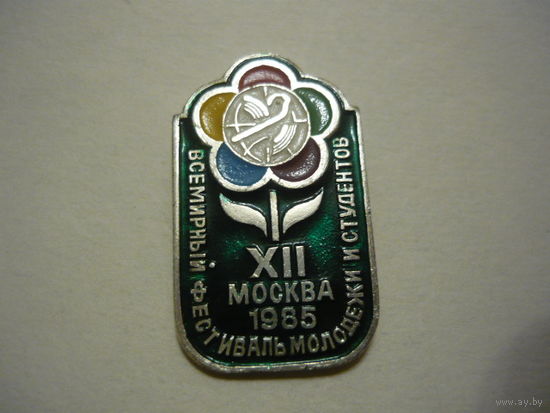 ВСЕМИРНЫЙ ФЕСТИВАЛЬ МОЛОДЕЖИ И СТУДЕНТОВ
XII
МОСКВА
1985
www.ay.by